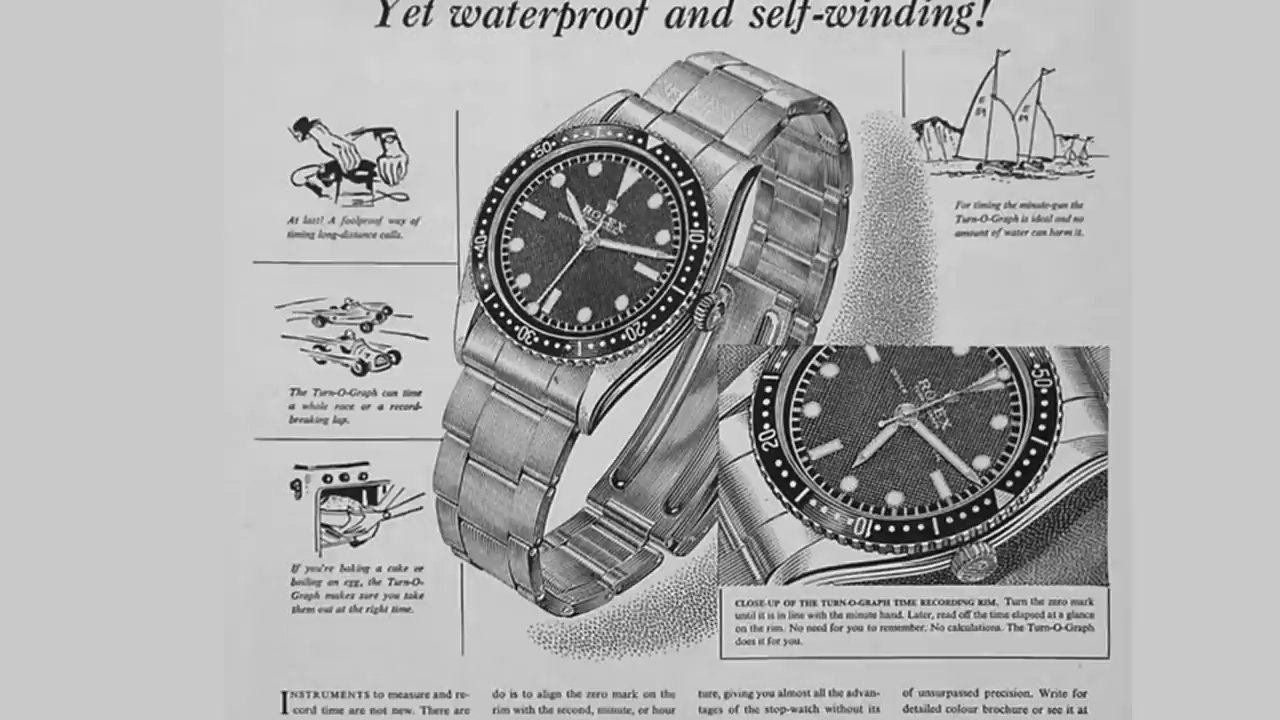 Yet waterproof and self-winding!
At last! A foolproof way of
timing long-distance calls.
The Turn-O-Graph can time
a whole race or a record-
breaking lap.
If you're baking a cake or
boiling an egg, the Turn-O-
Graph makes sure you take
them out at the right time.
For timing the minute-gun the
Turn-O-Graph is ideal and no
amount of water can harm it.
50
10
20
30
40
ROLEX
50
20
10
ROLEX
CLOSE-UP OF THE TURN-O-GRAPH TIME RECORDING RIM. Turn the zero mark
until it is in line with the minute hand. Later, read off the time elapsed at a glance
on the rim. No need for you to remember. No calculations. The Turn-O-Graph
does it for you.
INSTRUMENTS to measure and re-
cord time are not new. There are
do is to align the zero mark on the
rim with the second, minute, or hour
ture, giving you almost all the advan-
tages of the stop-watch without its
of unsurpassed precision. Write for
detailed colour brochure or see it at